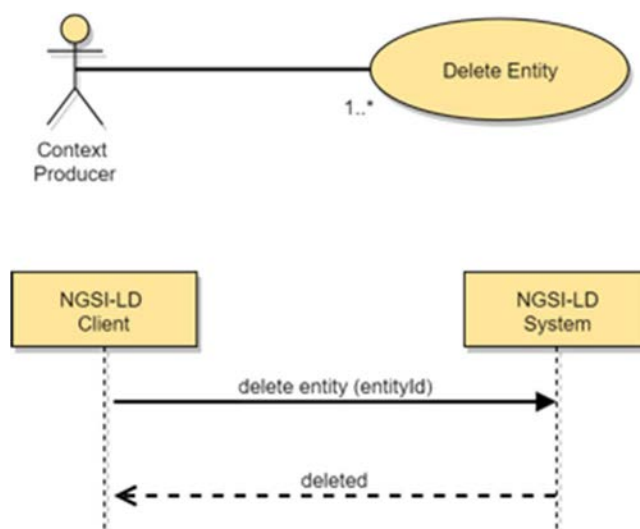 Delete Entity
1..*
Context
Producer
NGSI-LD
Client
NGSI-LD
System
delete entity (entityId)
deleted